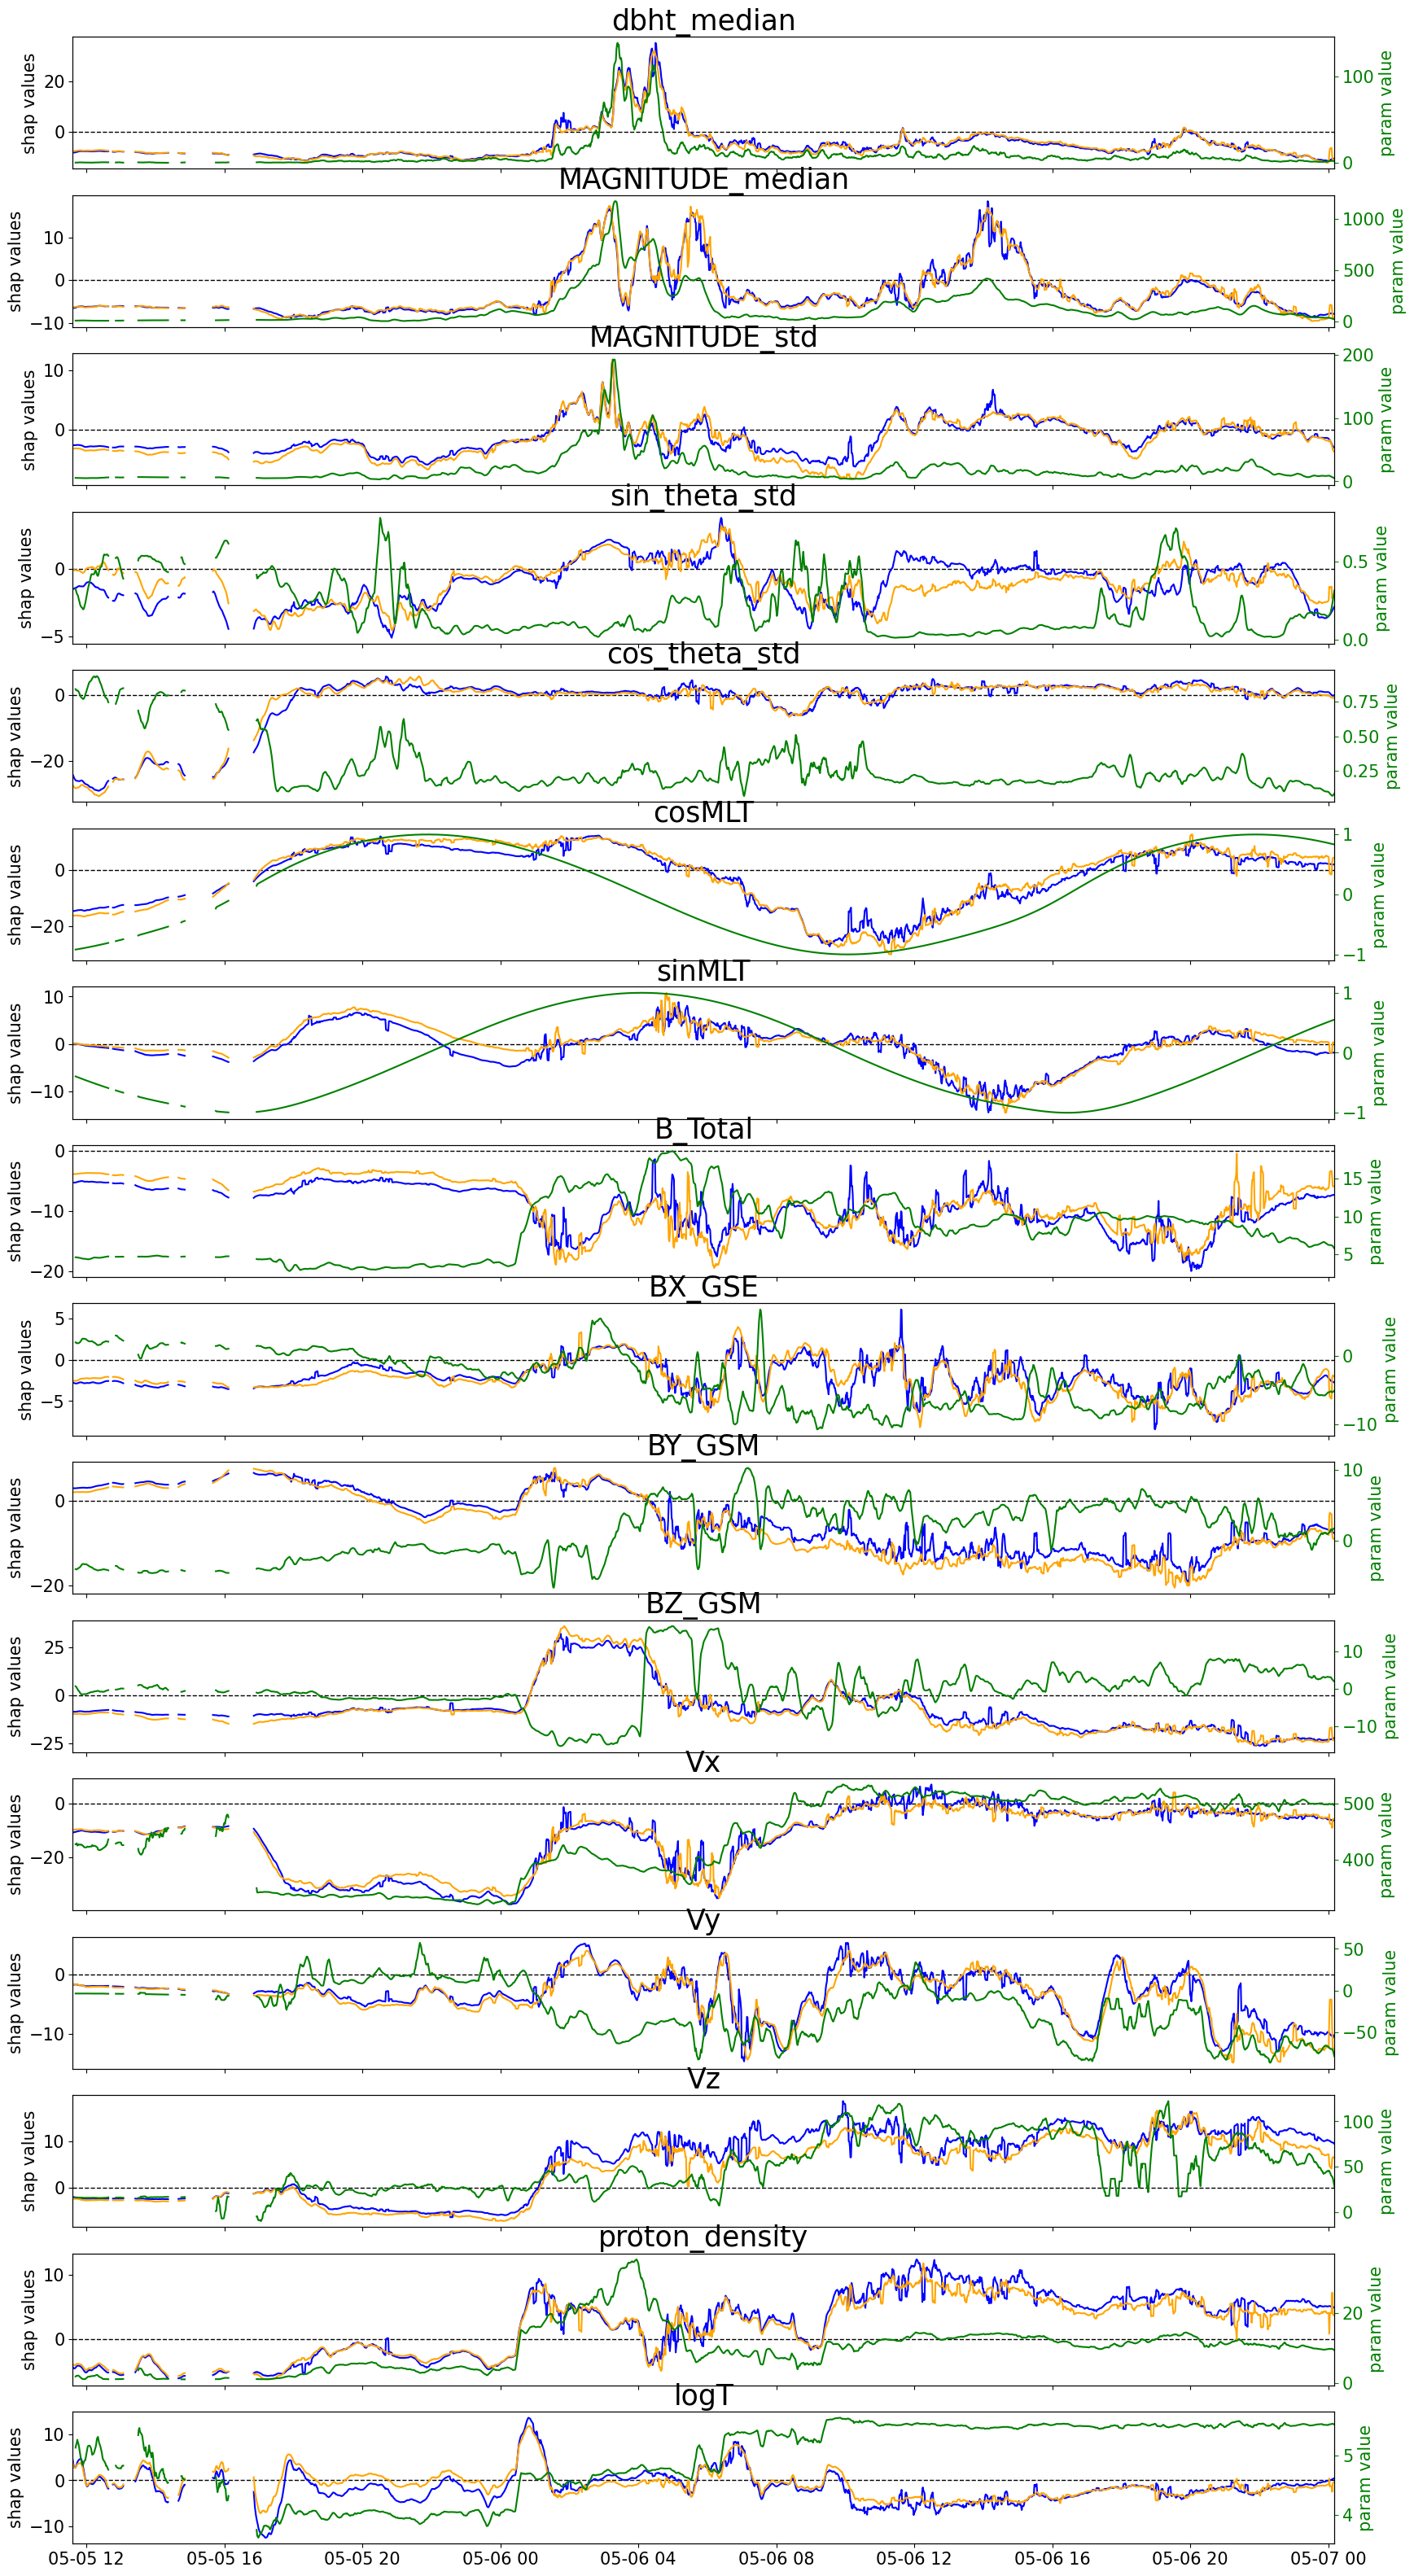 dbht_median
shap values
20
0
100
0
param value
MAGNITUDE_median
shap values
10
0
−10
1000
500
0
param value
MAGNITUDE_std
shap values
10
0
200
100
0
param value
sin_theta_std
shap values
0
−5
0.5
0.0
param value
cos_theta_std
shap values
0
−20
0.75
0.50
0.25
param value
cosMLT
shap values
0
−20
1
0
−1
param value
sinMLT
shap values
10
0
−10
1
0
−1
param value
B_Total
shap values
0
−10
−20
15
10
5
param value
BX_GSE
shap values
5
0
−5
0
−10
param value
BY_GSM
shap values
0
−20
10
0
param value
BZ_GSM
shap values
25
0
−25
10
0
−10
param value
Vx
shap values
0
−20
500
400
param value
Vy
shap values
0
−10
50
0
−50
param value
Vz
shap values
10
0
100
50
0
param value
proton_density
shap values
10
0
20
0
param value
logT
shap values
10
0
−10
5
4
param value
05-05 12 05-05 16 05-05 20 05-06 00 05-06 04 05-06 08 05-06 12 05-06 16 05-06 20 05-07 00